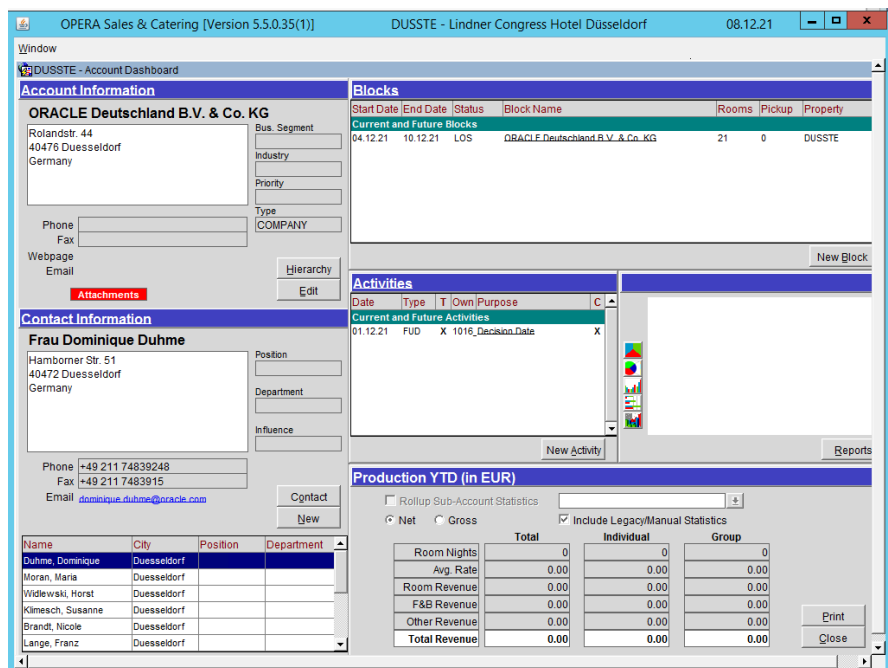 OPERA Sales & Catering [Version 5.5.0.35(1)] DUSSTE - Lindner Congress Hotel Düsseldorf 08.12.21
Window
DUSSTE - Account Dashboard
Account Information
ORACLE Deutschland B.V. & Co. KG
Rolandstr. 44
40476 Duesseldorf
Germany
Bus. Segment
Industry
Priority
Type
COMPANY
Phone
Fax
Webpage
Email
Hierarchy
Attachments
Edit
Contact Information
Frau Dominique Duhme
Hamborner Str. 51
40472 Duesseldorf
Germany
Position
Department
Influence
Phone +49 211 74839248
Fax +49 211 7483915
Email dominique.duhme@oracle.com
Contact
New
Name City Position Department
Duhme, Dominique Duesseldorf
Moran, Maria Duesseldorf
Widlewski, Horst Duesseldorf
Klimesch, Susanne Duesseldorf
Brandt, Nicole Duesseldorf
Lange, Franz Duesseldorf
Blocks
Start Date End Date Status Block Name Rooms Pickup Property
Current and Future Blocks
04.12.21 10.12.21 LOS ORACLE Deutschland B.V. & Co. KG 21 0 DUSSTE
New Block
Activities
Date Type T Own Purpose C
Current and Future Activities
01.12.21 FUD X 1016_Decision Date X
New Activity
Reports
Production YTD (in EUR)
Rollup Sub-Account Statistics
Net Gross Include Legacy/Manual Statistics
Total Individual Group
Room Nights 0 0 0
Avg. Rate 0.00 0.00 0.00
Room Revenue 0.00 0.00 0.00
F&B Revenue 0.00 0.00 0.00
Other Revenue 0.00 0.00 0.00
Total Revenue 0.00 0.00 0.00
Print
Close